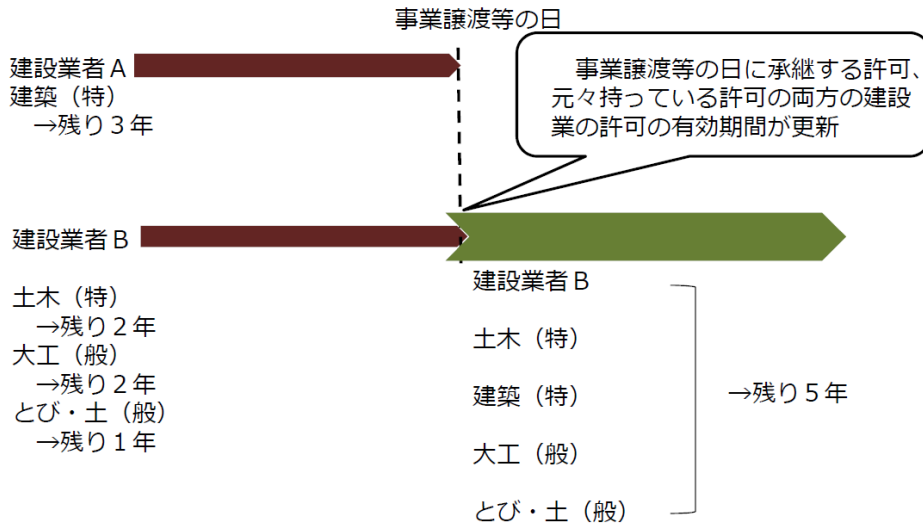 事業譲渡等の日
建設業者Ａ
建築（特）
→残り３年
事業譲渡等の日に承継する許可、
元々持っている許可の両方の建設
業の許可の有効期間が更新
建設業者Ｂ
土木（特）
→残り２年
大工（般）
→残り２年
とび・土（般）
→残り１年
建設業者Ｂ
土木（特）
建築（特）
大工（般）
とび・土（般）
→残り５年